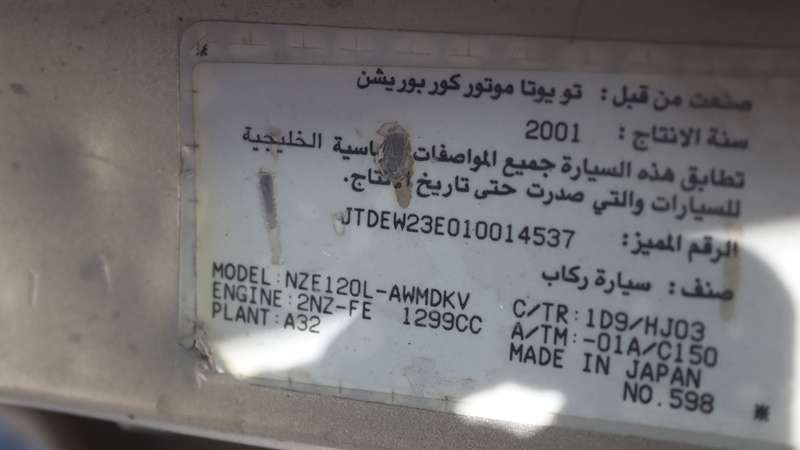 صنعت من قبل: تويوتا موتور كوربوريشن
سنة الانتاج: 2001
تطابق هذه السيارة جميع المواصفات الخليجية
للسيارات والتي صدرت حتى تاريخ
الرقم المميز: JTDEW23E010014537
صنف: سيارة ركاب
MODEL:NZE120L-AWMDKV
ENGINE:2NZ-FE 1299CC
PLANT:A32
C/TR:1D9/HJ03
A/TM:-01A/C150
MADE IN JAPAN
NO.598